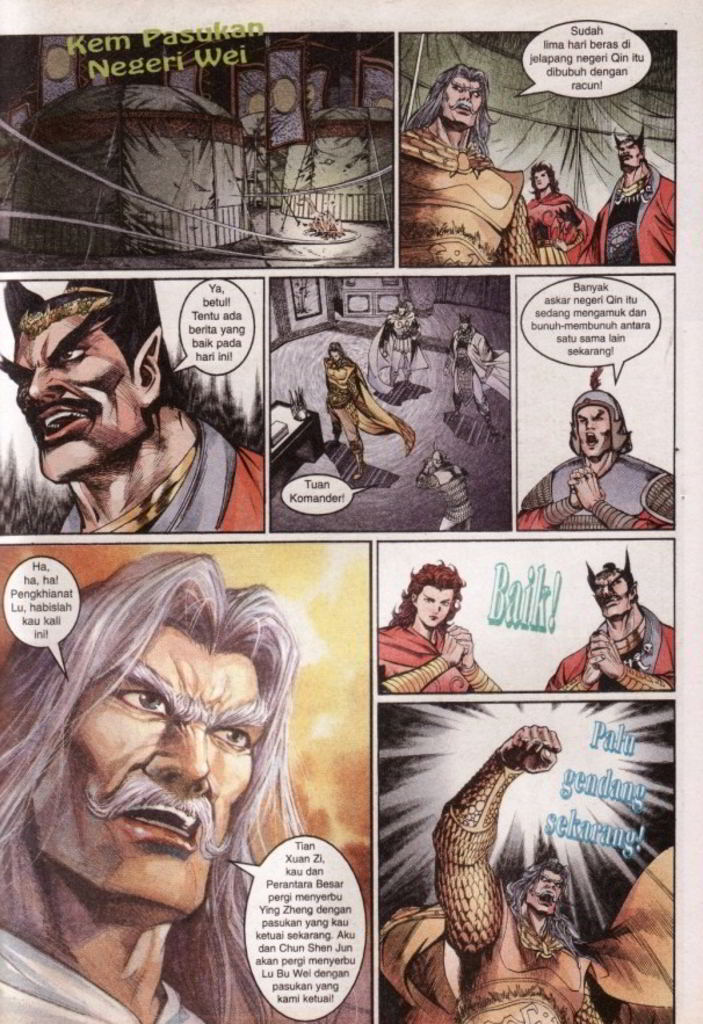 Kem Pasukan
Negeri Wei
Sudah
lima hari beras di
jelapang negeri Qin itu
dibubuh dengan
racun!
Ya,
betul!
Tentu ada
berita yang
baik pada
hari ini!
Tuan
Komander!
Banyak
askar negeri Qin itu
sedang mengamuk dan
bunuh-membunuh antara
satu sama lain
sekarang!
Ha,
ha, ha!
Pengkhianat
Lu, habislah
kau kali
ini!
Tian
Xuan Zi,
kau dan
Perantara Besar
pergi menyerbu
Ying Zheng dengan
pasukan yang kau
ketuai sekarang. Aku
dan Chun Shen Jun
akan pergi menyerbu
Lu Bu Wei dengan
pasukan yang
kami ketuai!
Baik!
Palu
gendang
sekarang!